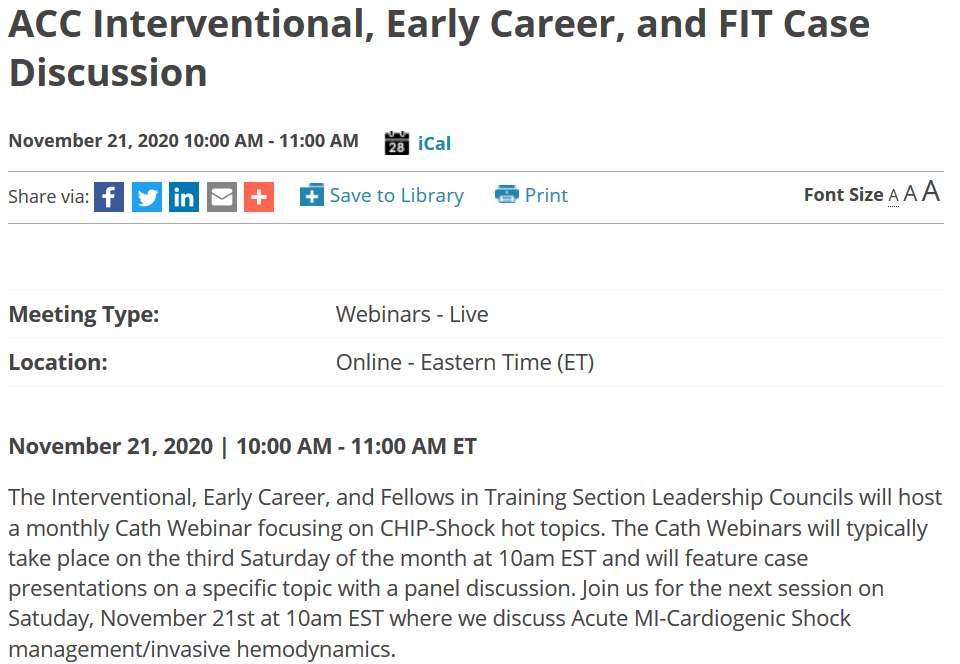 ACC Interventional, Early Career, and FIT Case
Discussion
November 21, 2020 10:00 AM - 11:00 AM 28 iCal
Share via: f in + Save to Library Print Font Size A A A
Meeting Type: Webinars - Live
Location: Online - Eastern Time (ET)
November 21, 2020 | 10:00 AM - 11:00 AM ET
The Interventional, Early Career, and Fellows in Training Section Leadership Councils will host
a monthly Cath Webinar focusing on CHIP-Shock hot topics. The Cath Webinars will typically
take place on the third Saturday of the month at 10am EST and will feature case
presentations on a specific topic with a panel discussion. Join us for the next session on
Satuday, November 21st at 10am EST where we discuss Acute MI-Cardiogenic Shock
management/invasive hemodynamics.